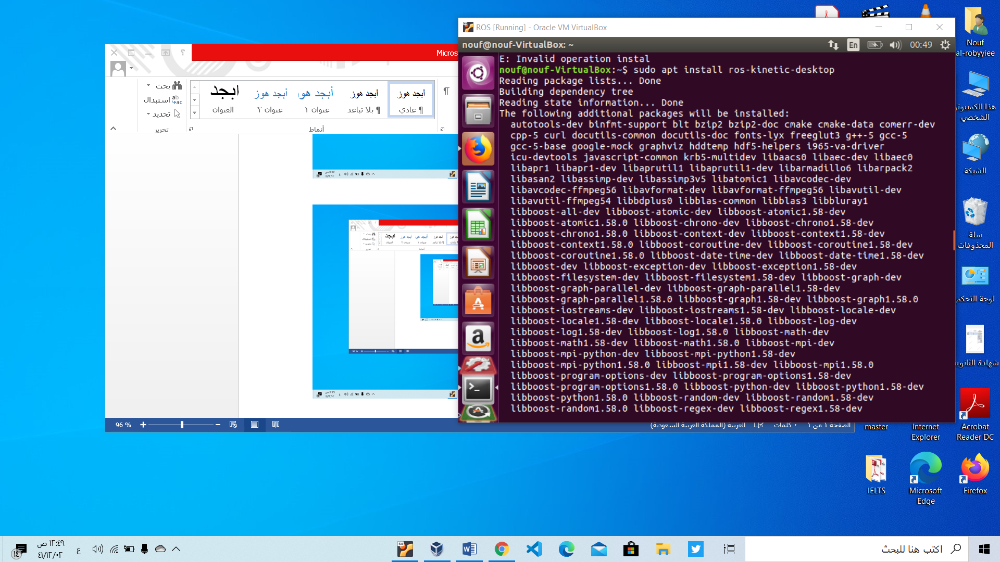 ROS [Running] - Oracle VM VirtualBox
nouf@nouf-VirtualBox: ~
En
00:49
E: Invalid operation instal
nouf@nouf-VirtualBox:~$ sudo apt install ros-kinetic-desktop
Reading package lists... Done
Building dependency tree
Reading state information... Done
The following additional packages will be installed:
autotools-dev binfmt-support blt bzip2 bzip2-doc cmake cmake-data comerr-dev
cpp-5 curl docutils-common docutils-doc fonts-lyx freeglut3 g++-5 gcc-5
gcc-5-base google-mock graphviz hddtemp hdf5-helpers i965-va-driver
icu-devtools javascript-common krb5-multidev libaacs0 libaec-dev libaec0
libapr1 libapr1-dev libaprutil1 libaprutil1-dev libarmadillo6 libarpack2
libasan2 libassimp-dev libassimp3v5 libatomic1 libavcodec-dev
libavcodec-ffmpeg56 libavformat-dev libavformat-ffmpeg56 libavutil-dev
libavutil-ffmpeg54 libbdplus0 libblas-common libblas3 libbluray1
libboost-all-dev libboost-atomic-dev libboost-atomic1.58-dev
libboost-atomic1.58.0 libboost-chrono-dev libboost-chrono1.58-dev
libboost-chrono1.58.0 libboost-context-dev libboost-context1.58-dev
libboost-context1.58.0 libboost-coroutine-dev libboost-coroutine1.58-dev
libboost-coroutine1.58.0 libboost-date-time-dev libboost-date-time1.58-dev
libboost-dev libboost-exception-dev libboost-exception1.58-dev
libboost-filesystem-dev libboost-filesystem1.58-dev libboost-graph-dev
libboost-graph-parallel-dev libboost-graph-parallel1.58-dev
libboost-graph-parallel1.58.0 libboost-graph1.58-dev libboost-graph1.58.0
libboost-iostreams-dev libboost-iostreams1.58-dev libboost-locale-dev
libboost-locale1.58-dev libboost-locale1.58.0 libboost-log-dev
libboost-log1.58-dev libboost-log1.58.0 libboost-math-dev
libboost-math1.58-dev libboost-math1.58.0 libboost-mpi-dev
libboost-mpi-python-dev libboost-mpi-python1.58-dev
libboost-mpi-python1.58.0 libboost-mpi1.58-dev libboost-mpi1.58.0
libboost-program-options-dev libboost-program-options1.58-dev
libboost-program-options1.58.0 libboost-python-dev libboost-python1.58-dev
libboost-python1.58.0 libboost-random-dev libboost-random1.58-dev
libboost-random1.58.0 libboost-regex-dev libboost-regex1.58-dev
Micros
بحث
استبدال
تحديد
تحرير
أبجد هوز
¶ عادي
أبجد هوز
¶ بلا تباعد
أبجد هو
عنوان ١
أبجد هوز
عنوان ٢
ابجد
العنوان
أنماط
96 %
الصفحة ١ من ١
٠ كلمات
العربية (المملكة العربية السعودية)
Nouf
al-robyyiee
هذا الكمبيوتر
الشخصي
الشبكة
سلة
المحذوفات
لوحة التحكم
شهادة الثانوية
Acrobat
Reader DC
Internet
Explorer
master
Firefox
Microsoft
Edge
IELTS
اكتب هنا للبحث
64
ع
١٢:٤٩ ص
٤١/١٢/٠٢
١٤